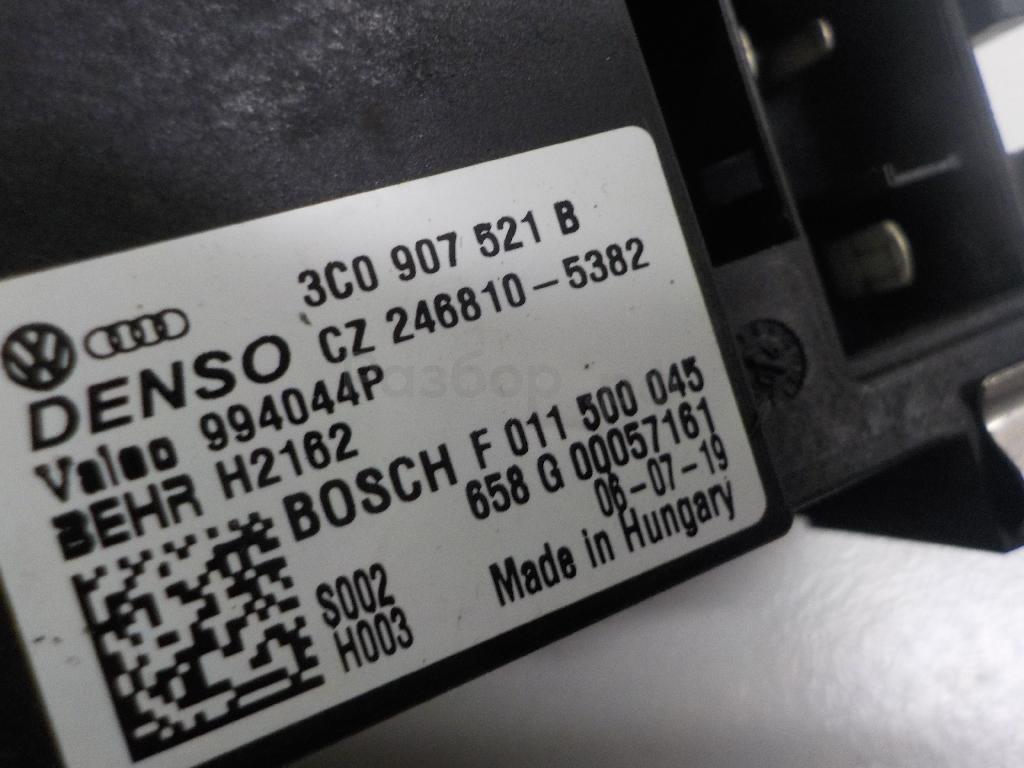 3C0 907 521 B
DENSO CZ 246810-5382
Valeo 994044P
BEHR H2162
BOSCH F 011 500 045
658 G 00057161
06-07-19
S002
H003
Made in Hungary